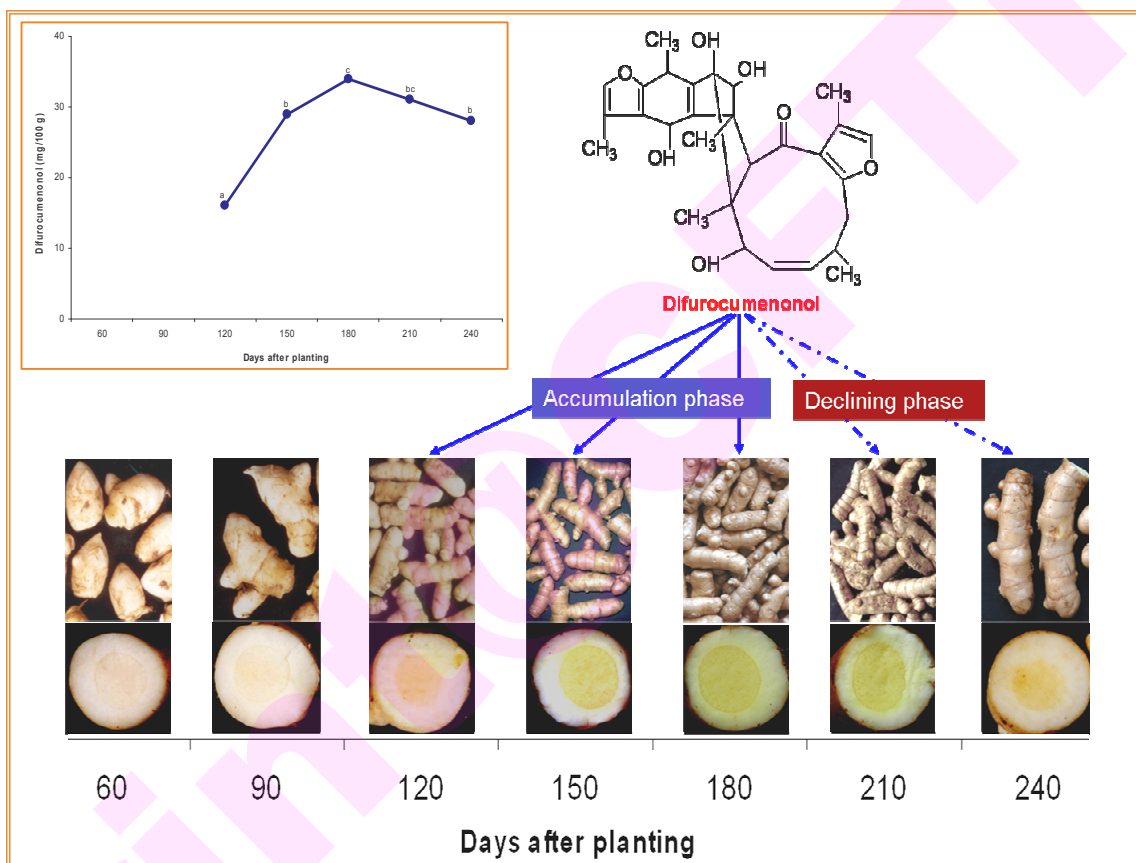 40
30
20
10
0
Difurocumenonol (mg/100 g)
a
b
c
bc
b
60 90 120 150 180 210 240
Days after planting
CH3
OH
O
OH
CH3
OH
CH3
O
CH3
O
CH3
OH
CH3
Difurocumenonol
Accumulation phase
Declining phase
60 90 120 150 180 210 240
Days after planting